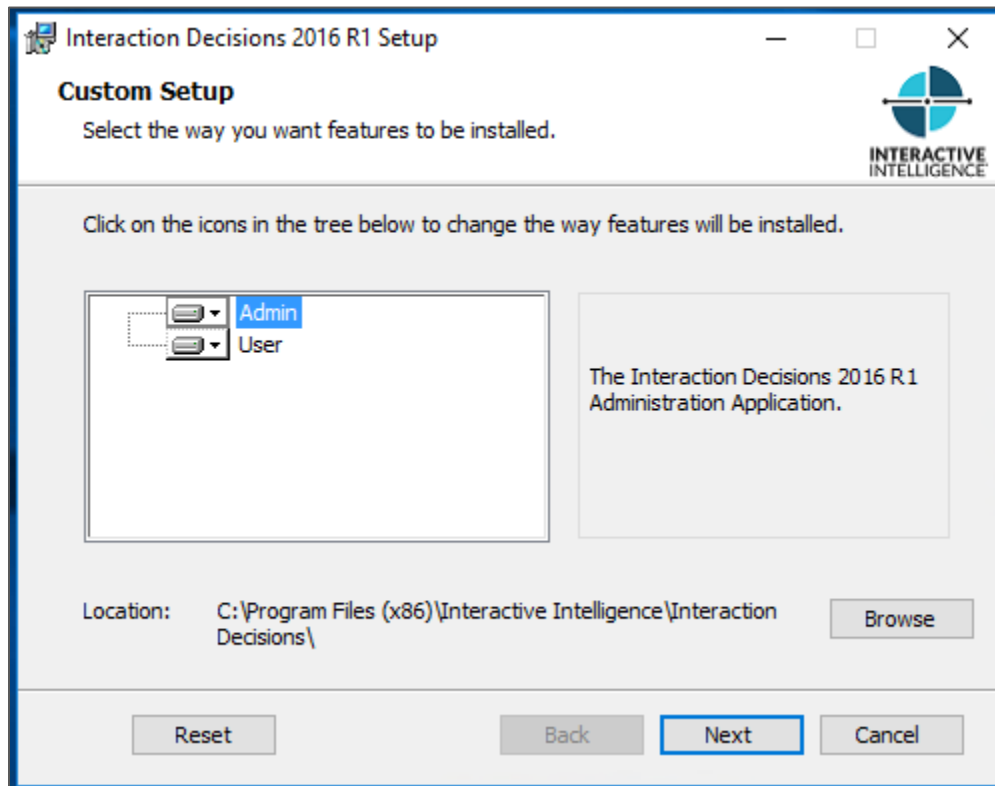 Interaction Decisions 2016 R1 Setup
Custom Setup
Select the way you want features to be installed.
INTERACTIVE
INTELLIGENCE
Click on the icons in the tree below to change the way features will be installed.
Admin
User
The Interaction Decisions 2016 R1
Administration Application.
Location: C:\Program Files (x86)\Interactive Intelligence\Interaction
Decisions\
Browse
Reset Back Next Cancel